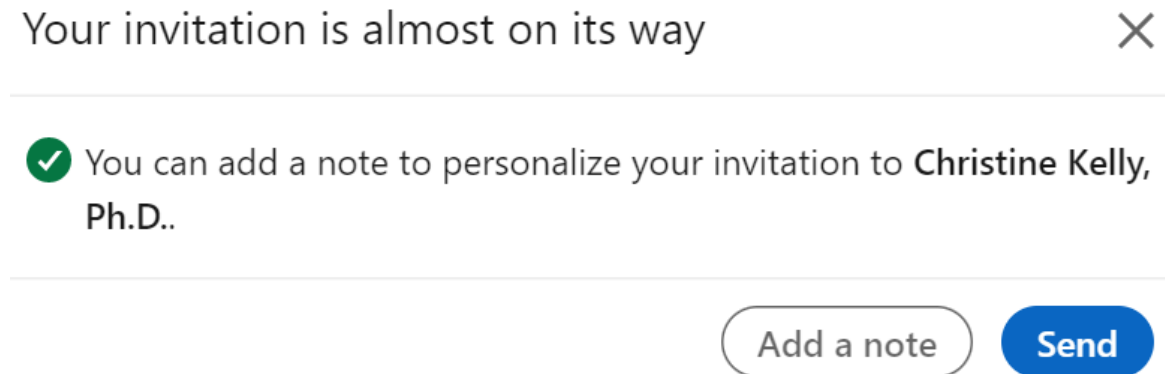 Your invitation is almost on its way
You can add a note to personalize your invitation to Christine Kelly,
Ph.D..
Add a note
Send